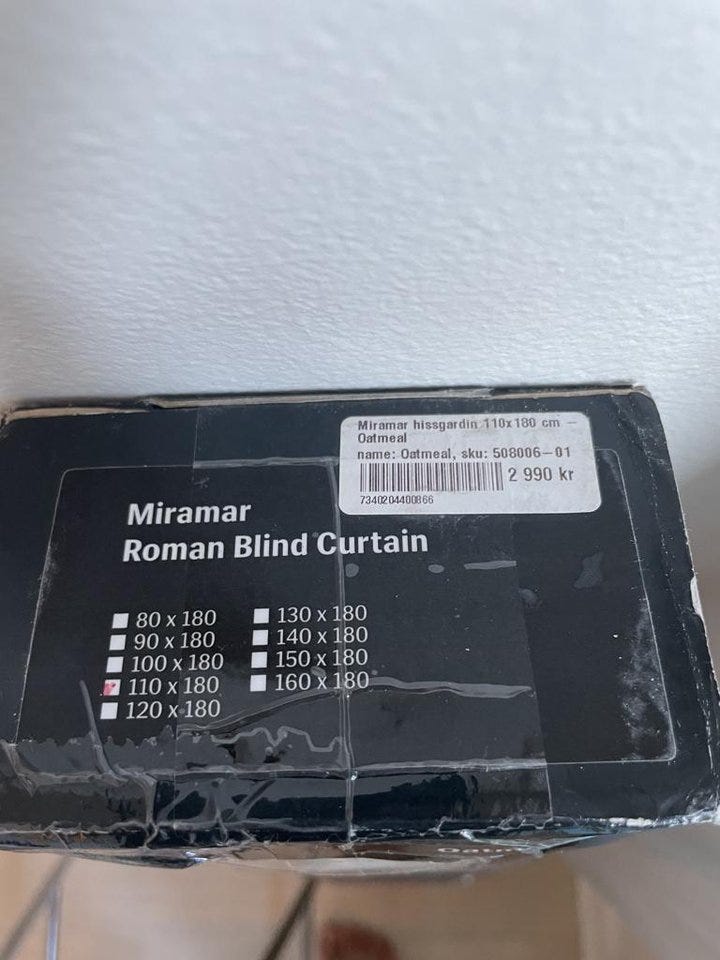 Miramar hissgardin 110x180 cm –
Oatmeal
name: Oatmeal, sku: 508006-01
2 990 kr
7340204400866
Miramar
Roman Blind Curtain
80 x 180
90 x 180
100 x 180
110 x 180
120 x 180
130 x 180
140 x 180
150 x 180
160 x 180